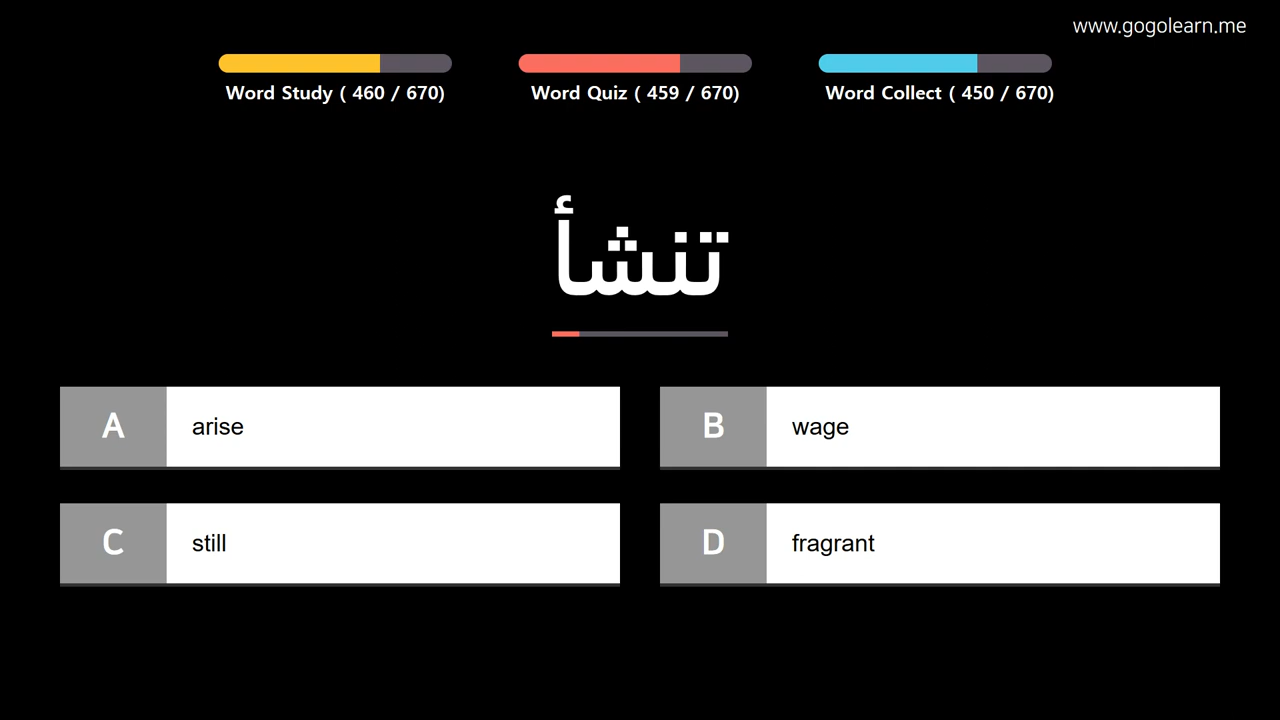 www.gogolearn.me
Word Study ( 460 / 670)
Word Quiz ( 459 / 670)
Word Collect ( 450 / 670)
تنشأ
A arise
B wage
C still
D fragrant